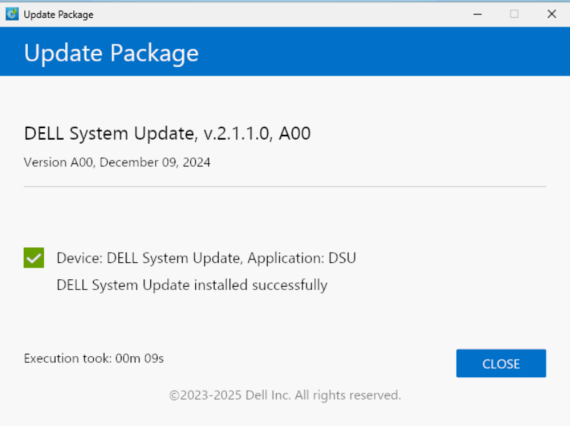 Update Package
Update Package
DELL System Update, v.2.1.1.0, A00
Version A00, December 09, 2024
Device: DELL System Update, Application: DSU
DELL System Update installed successfully
Execution took: 00m 09s
CLOSE
©2023-2025 Dell Inc. All rights reserved.